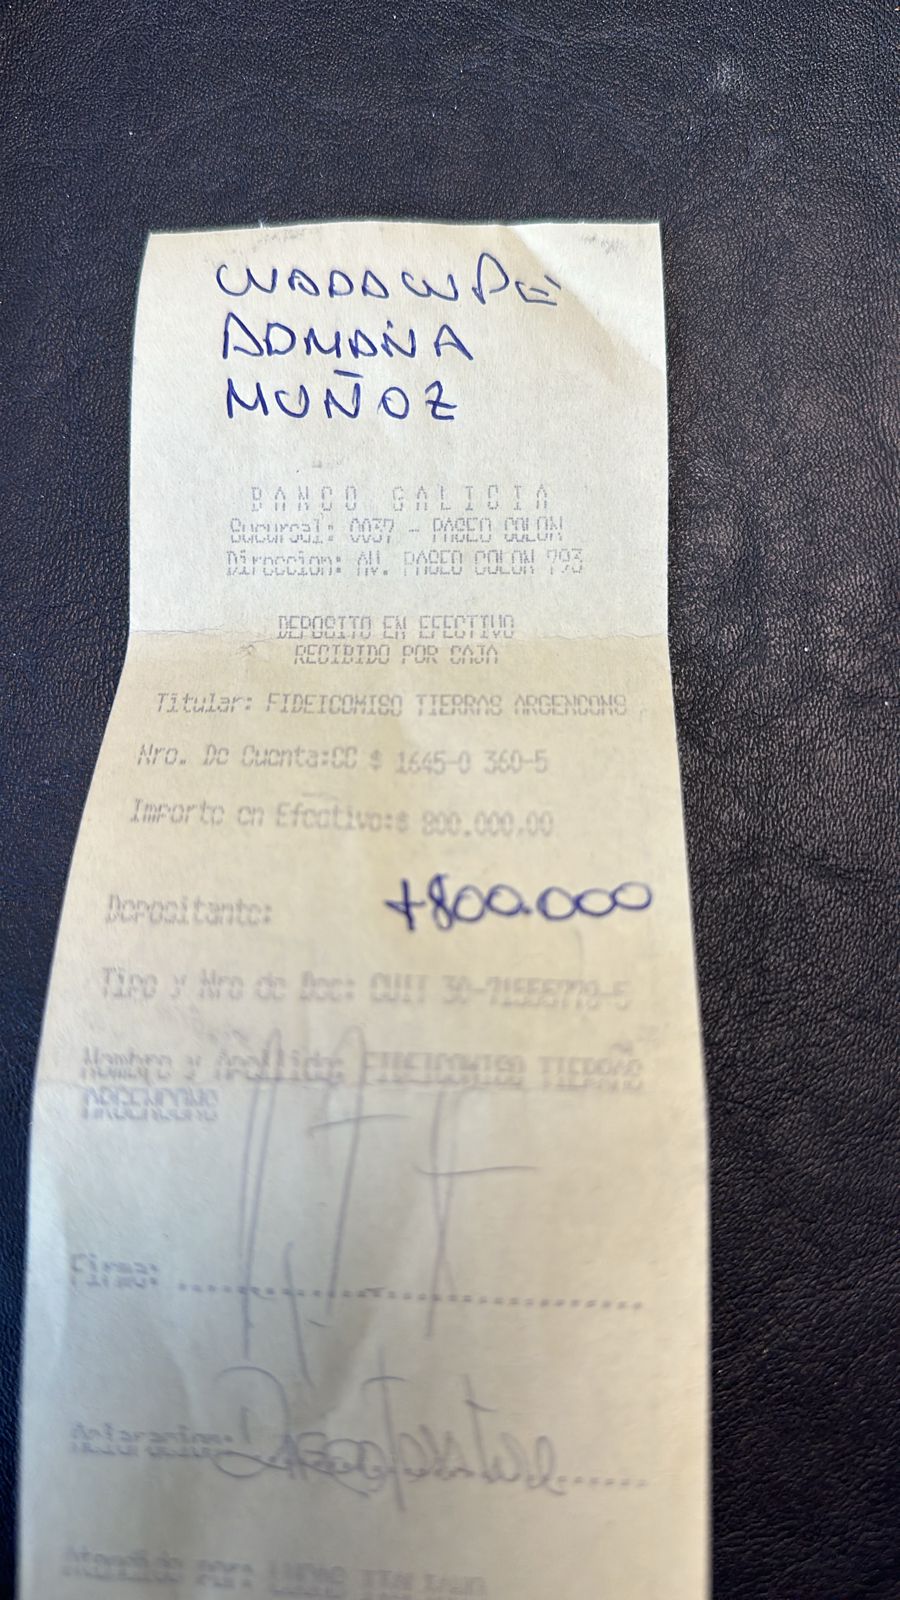 ADRIANA
MUÑOZ
BANCO GALICIA
Sucursal: 0037 - PASEO COLON
Direccion: AV. PASEO COLON 793
DEPOSITO EN EFECTIVO
RECIBIDO POR CAJA
Titular: FIDEICOMISO TIERRAS ARGENCONS
Nro. De Cuenta:CC $ 1645-0 360-5
Importe en Efectivo:$ 800.000,00
+800.000
Depositante:
Tipo y Nro de Doc: CUIT
Nombre y Apellido: FIDEICOMISO TIERRAS
ARGENCONS
Firma:
Aclaracion:
Atendido por: